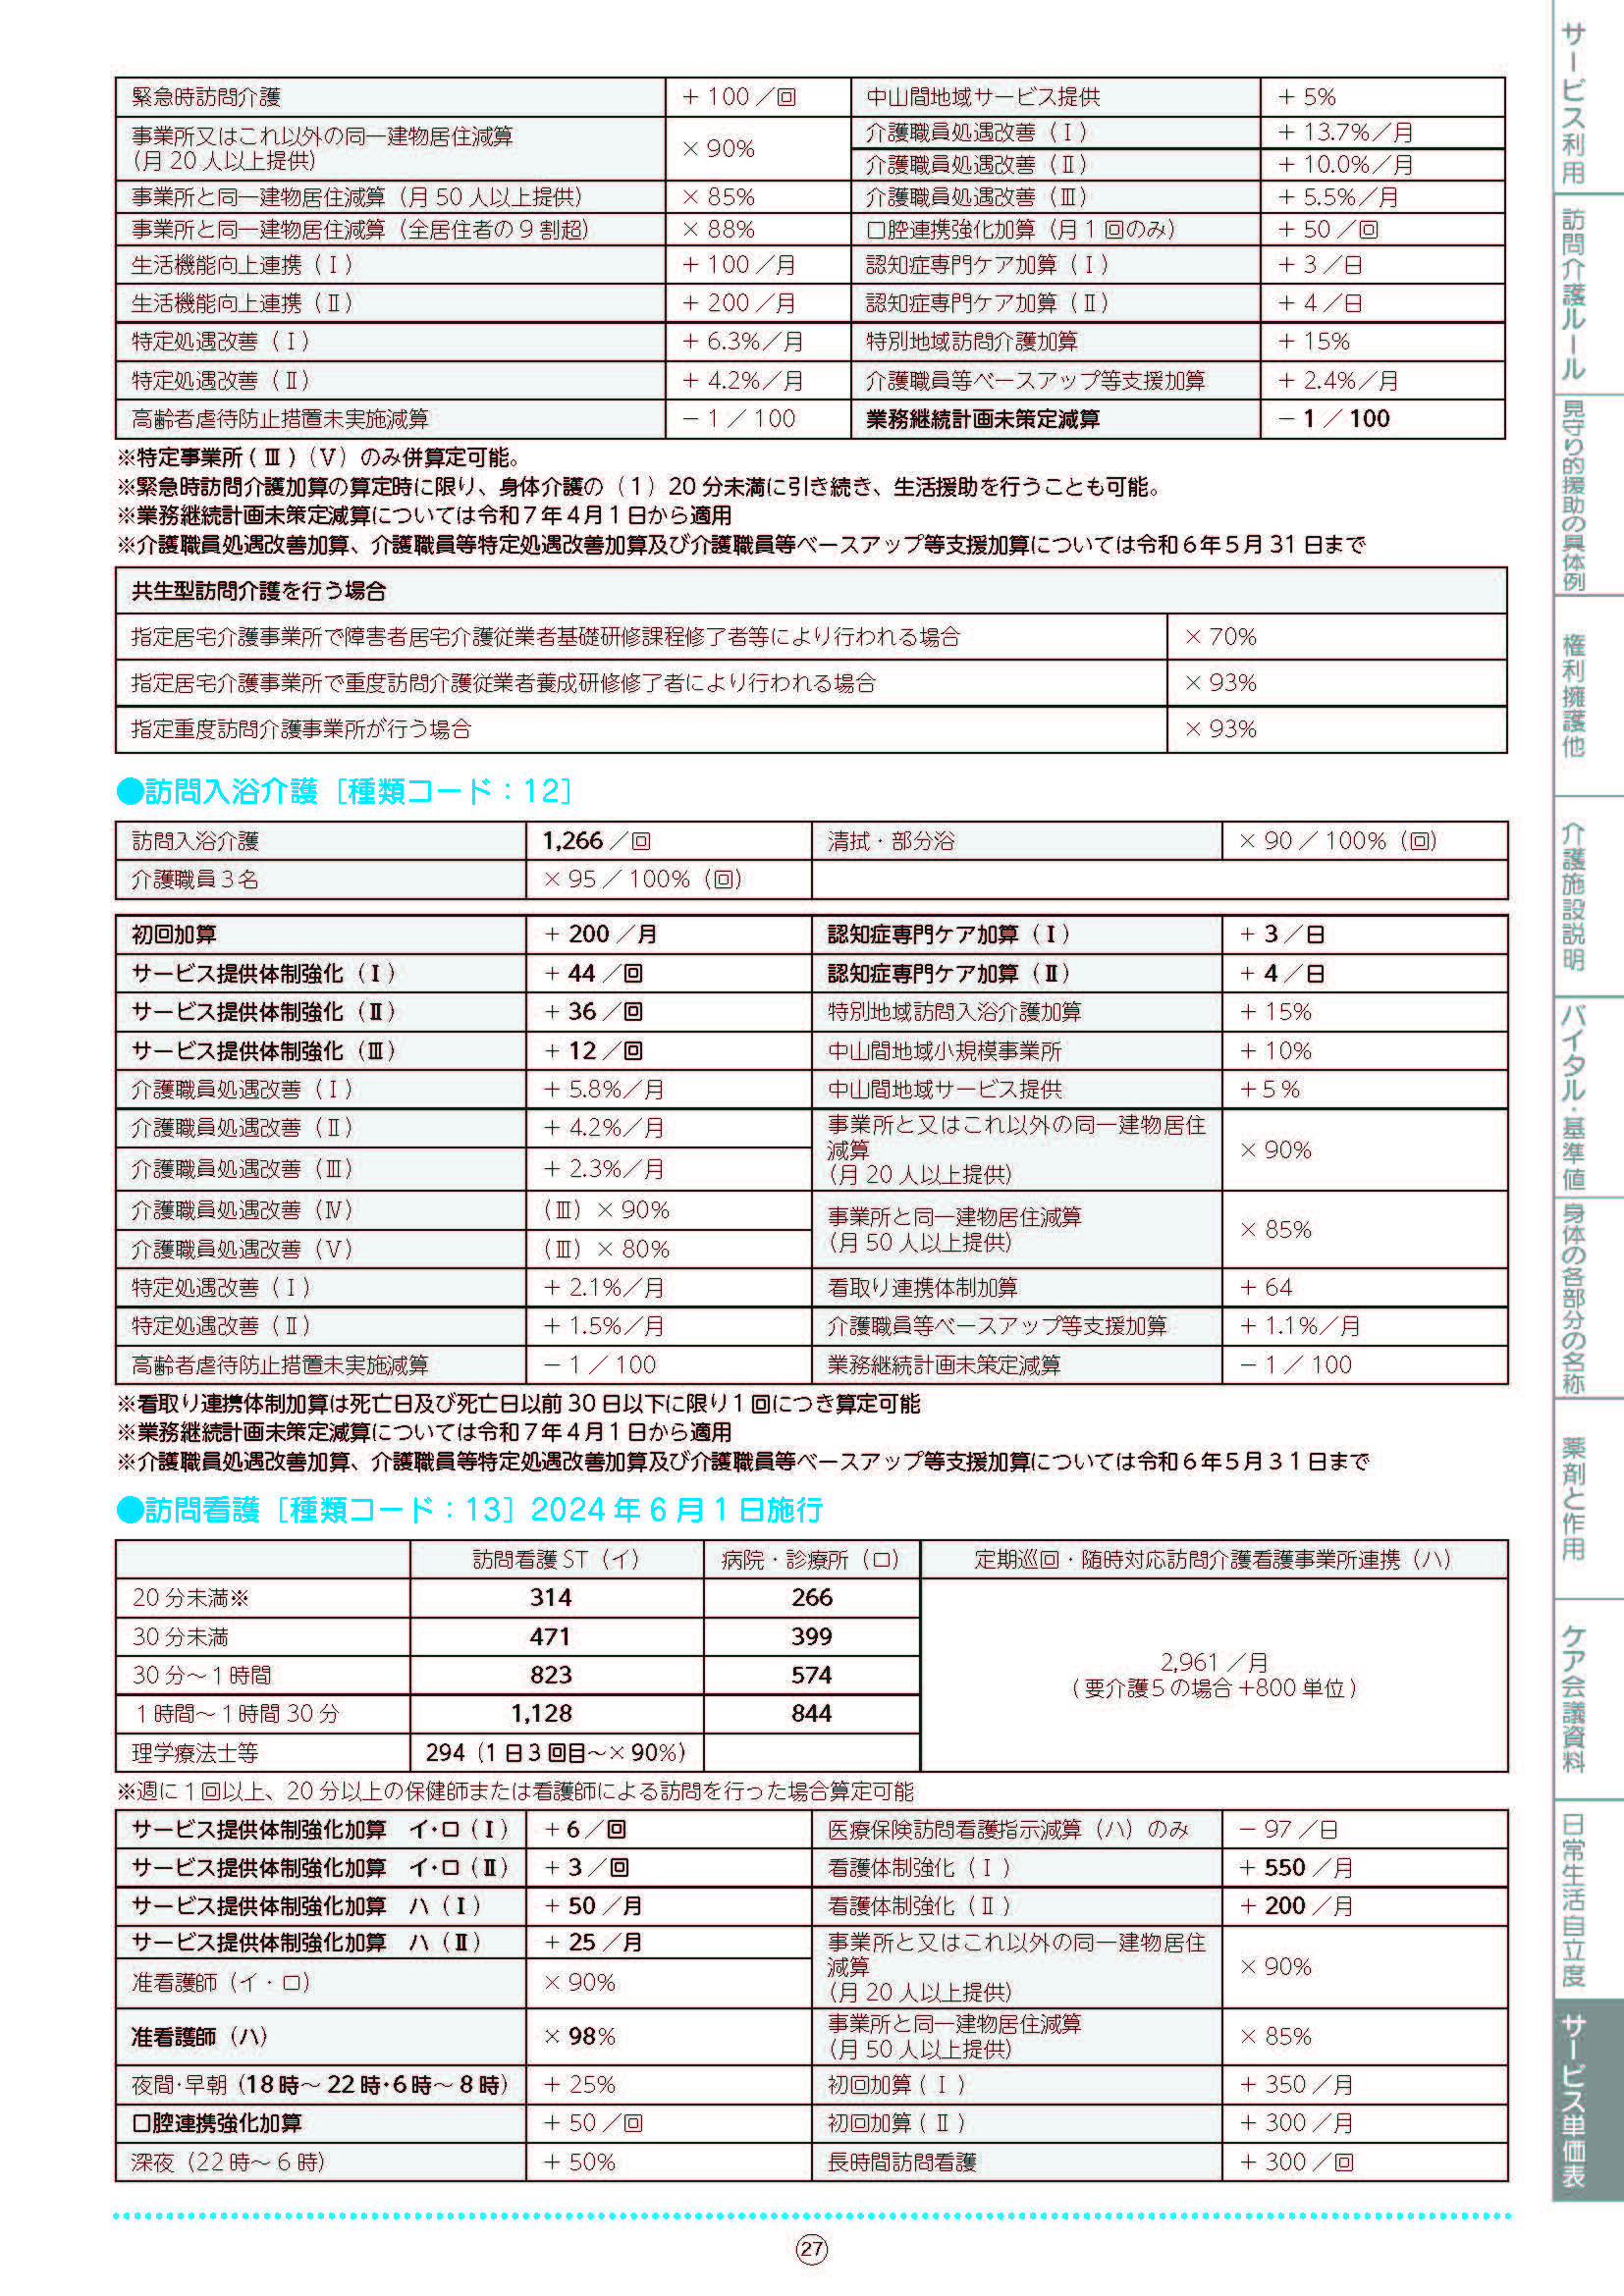 緊急時訪問介護 + 100 ／回 中山間地域サービス提供 + 5%
事業所又はこれ以外の同一建物居住減算
(月 20 人以上提供) × 90% 介護職員処遇改善（Ⅰ） + 13.7%／月
介護職員処遇改善（Ⅱ） + 10.0%／月
事業所と同一建物居住減算（月 50 人以上提供） × 85% 介護職員処遇改善（Ⅲ） + 5.5%／月
事業所と同一建物居住減算（全居住者の 9 割超） × 88% 口腔連携強化加算（月 1 回のみ） + 50 ／回
生活機能向上連携（Ⅰ） + 100 ／月 認知症専門ケア加算（Ⅰ） + 3 ／日
生活機能向上連携（Ⅱ） + 200 ／月 認知症専門ケア加算（Ⅱ） + 4 ／日
特定処遇改善（Ⅰ） + 6.3%／月 特別地域訪問介護加算 + 15%
特定処遇改善（Ⅱ） + 4.2%／月 介護職員等ベースアップ等支援加算 + 2.4%／月
高齢者虐待防止措置未実施減算 − 1 ／ 100 業務継続計画未策定減算 − 1 ／ 100
※特定事業所 ( Ⅲ )（Ⅴ）のみ併算定可能。
※緊急時訪問介護加算の算定時に限り、身体介護の（1）20 分未満に引き続き、生活援助を行うことも可能。
※業務継続計画未策定減算については令和７年４月１日から適用
※介護職員処遇改善加算、介護職員等特定処遇改善加算及び介護職員等ベースアップ等支援加算については令和６年５月 31 日まで
共生型訪問介護を行う場合
指定居宅介護事業所で障害者居宅介護従業者基礎研修課程修了者等により行われる場合 × 70%
指定居宅介護事業所で重度訪問介護従業者養成研修修了者により行われる場合 × 93%
指定重度訪問介護事業所が行う場合 × 93%
●訪問入浴介護［種類コード：12］
訪問入浴介護 1,266 ／回 清拭・部分浴 × 90 ／ 100%（回）
介護職員３名 × 95 ／ 100%（回）
初回加算 + 200 ／月 認知症専門ケア加算（Ⅰ） + 3 ／日
サービス提供体制強化（Ⅰ） + 44 ／回 認知症専門ケア加算（Ⅱ） + 4 ／日
サービス提供体制強化（Ⅱ） + 36 ／回 特別地域訪問入浴介護加算 + 15%
サービス提供体制強化（Ⅲ） + 12 ／回 中山間地域小規模事業所 + 10%
介護職員処遇改善（Ⅰ） + 5.8%／月 中山間地域サービス提供 +５%
介護職員処遇改善（Ⅱ） + 4.2%／月 事業所と又はこれ以外の同一建物居住
減算
(月 20 人以上提供) × 90%
介護職員処遇改善（Ⅲ） + 2.3%／月
介護職員処遇改善（Ⅳ） （Ⅲ）× 90% 事業所と同一建物居住減算
(月 50 人以上提供) × 85%
介護職員処遇改善（Ⅴ） （Ⅲ）× 80%
特定処遇改善（Ⅰ） + 2.1%／月 看取り連携体制加算 + 64
特定処遇改善（Ⅱ） + 1.5%／月 介護職員等ベースアップ等支援加算 + 1.1%／月
高齢者虐待防止措置未実施減算 − 1 ／ 100 業務継続計画未策定減算 − 1 ／ 100
※看取り連携体制加算は死亡日及び死亡日以前 30 日以下に限り１回につき算定可能
※業務継続計画未策定減算については令和７年４月１日から適用
※介護職員処遇改善加算、介護職員等特定処遇改善加算及び介護職員等ベースアップ等支援加算については令和６年５月３１日まで
●訪問看護［種類コード：13］2024 年 6 月 1 日施行
訪問看護 ST（イ） 病院・診療所（ロ） 定期巡回・随時対応訪問介護看護事業所連携（ハ）
20 分未満※ 314 266
30 分未満 471 399
30 分～ 1 時間 823 574
1 時間～ 1 時間 30 分 1,128 844
理学療法士等 294（1 日 3 回目～× 90%）
2,961 ／月
( 要介護５の場合 +800 単位 )
※週に１回以上、20 分以上の保健師または看護師による訪問を行った場合算定可能
サービス提供体制強化加算　イ･ロ（Ⅰ） + 6 ／回 医療保険訪問看護指示減算（ハ）のみ − 97 ／日
サービス提供体制強化加算　イ･ロ（Ⅱ） + 3 ／回 看護体制強化（Ⅰ） + 550 ／月
サービス提供体制強化加算　ハ（Ⅰ） + 50 ／月 看護体制強化（Ⅱ） + 200 ／月
サービス提供体制強化加算　ハ（Ⅱ） + 25 ／月 事業所と又はこれ以外の同一建物居住
減算
(月 20 人以上提供) × 90%
准看護師（イ・ロ） × 90%
准看護師（ハ） × 98% 事業所と同一建物居住減算
(月 50 人以上提供) × 85%
夜間･早朝（18 時～ 22 時･6 時～ 8 時） + 25% 初回加算 ( Ⅰ ) + 350 ／月
口腔連携強化加算 + 50 ／回 初回加算 ( Ⅱ ) + 300 ／月
深夜（22 時～ 6 時） + 50% 長時間訪問看護 + 300 ／回
27
サービス利用
訪問介護ルール
見守り的援助の具体例
権利擁護他
介護施設説明
バイタル・基準値
身体の各部分の名称
薬剤と作用
ケア会議資料
日常生活自立度
サービス単価表